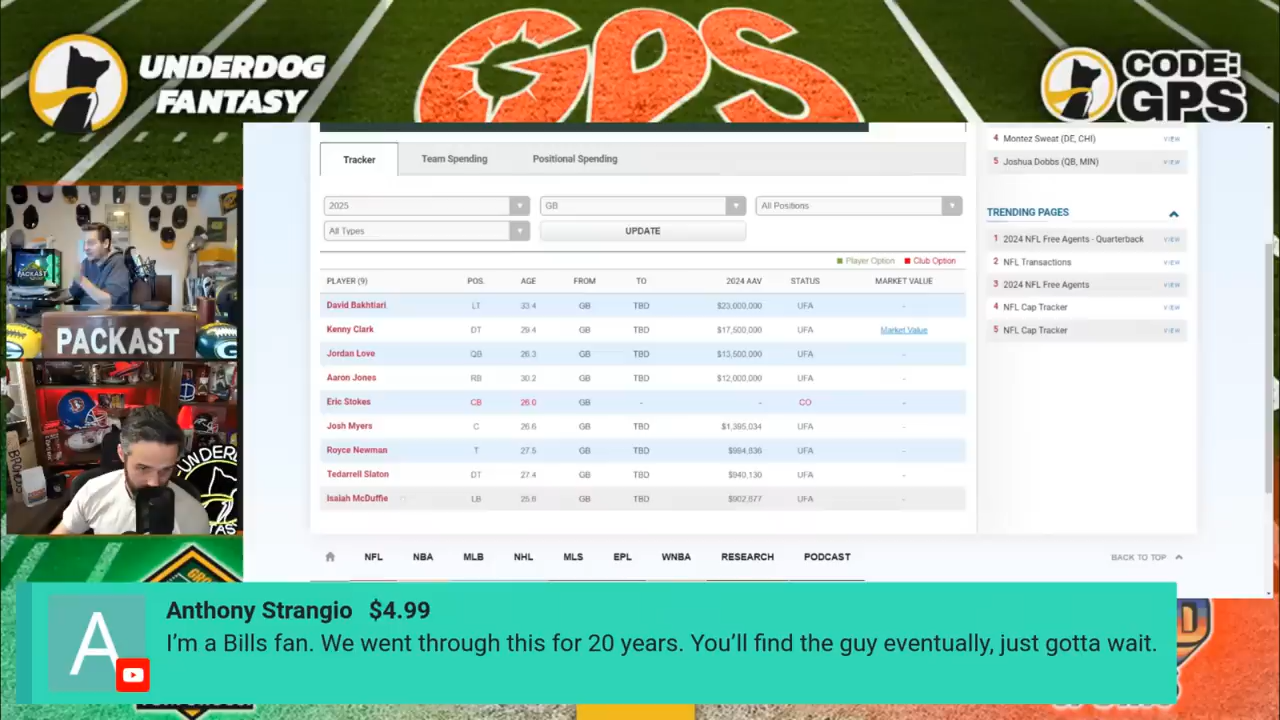 UNDERDOG
FANTASY
GPS
CODE:
GPS
4 Montez Sweat (DE, CHI) VIEW
5 Joshua Dobbs (QB, MIN) VIEW
Tracker Team Spending Positional Spending
2025 GB All Positions
All Types UPDATE
TRENDING PAGES
1 2024 NFL Free Agents - Quarterback VIEW
2 NFL Transactions VIEW
3 2024 NFL Free Agents VIEW
4 NFL Cap Tracker VIEW
5 NFL Cap Tracker VIEW
Player Option Club Option
PLAYER (9) POS. AGE FROM TO 2024 AAV STATUS MARKET VALUE
David Bakhtiari LT 33.4 GB TBD $23,000,000 UFA -
Kenny Clark DT 29.4 GB TBD $17,500,000 UFA Market Value
Jordan Love QB 26.3 GB TBD $13,500,000 UFA -
Aaron Jones RB 30.2 GB TBD $12,000,000 UFA -
Eric Stokes CB 26.0 GB - - CO -
Josh Myers C 26.6 GB TBD $1,395,034 UFA -
Royce Newman T 27.5 GB TBD $994,836 UFA -
Tedarrell Slaton DT 27.4 GB TBD $940,130 UFA -
Isaiah McDuffie LB 25.6 GB TBD $902,877 UFA -
PACKAST
PACKAST
NFL NBA MLB NHL MLS EPL WNBA RESEARCH PODCAST
BACK TO TOP
A
Anthony Strangio $4.99
I'm a Bills fan. We went through this for 20 years. You'll find the guy eventually, just gotta wait.